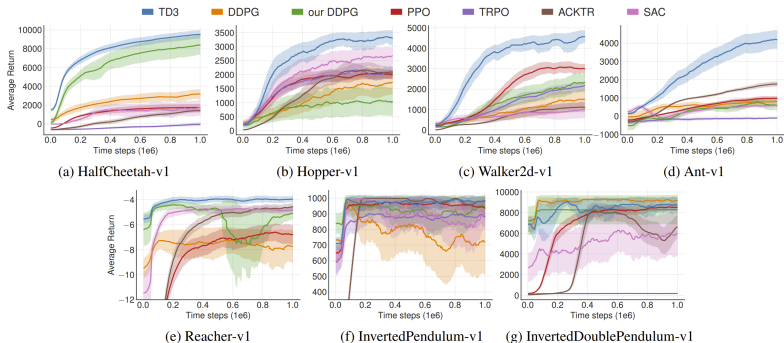 TD3 DDPG our DDPG PPO TRPO ACKTR SAC
Average Return
10000
8000
6000
4000
2000
0
0.0 0.2 0.4 0.6 0.8 1.0
Time steps (1e6)
(a) HalfCheetah-v1
3500
3000
2500
2000
1500
1000
500
0.0 0.2 0.4 0.6 0.8 1.0
Time steps (1e6)
(b) Hopper-v1
5000
4000
3000
2000
1000
0
0.0 0.2 0.4 0.6 0.8 1.0
Time steps (1e6)
(c) Walker2d-v1
5000
4000
3000
2000
1000
0
−1000
0.0 0.2 0.4 0.6 0.8 1.0
Time steps (1e6)
(d) Ant-v1
Average Return
−4
−6
−8
−10
−12
0.0 0.2 0.4 0.6 0.8 1.0
Time steps (1e6)
(e) Reacher-v1
1000
900
800
700
600
500
400
0.0 0.2 0.4 0.6 0.8 1.0
Time steps (1e6)
(f) InvertedPendulum-v1
10000
8000
6000
4000
2000
0
0.0 0.2 0.4 0.6 0.8 1.0
Time steps (1e6)
(g) InvertedDoublePendulum-v1